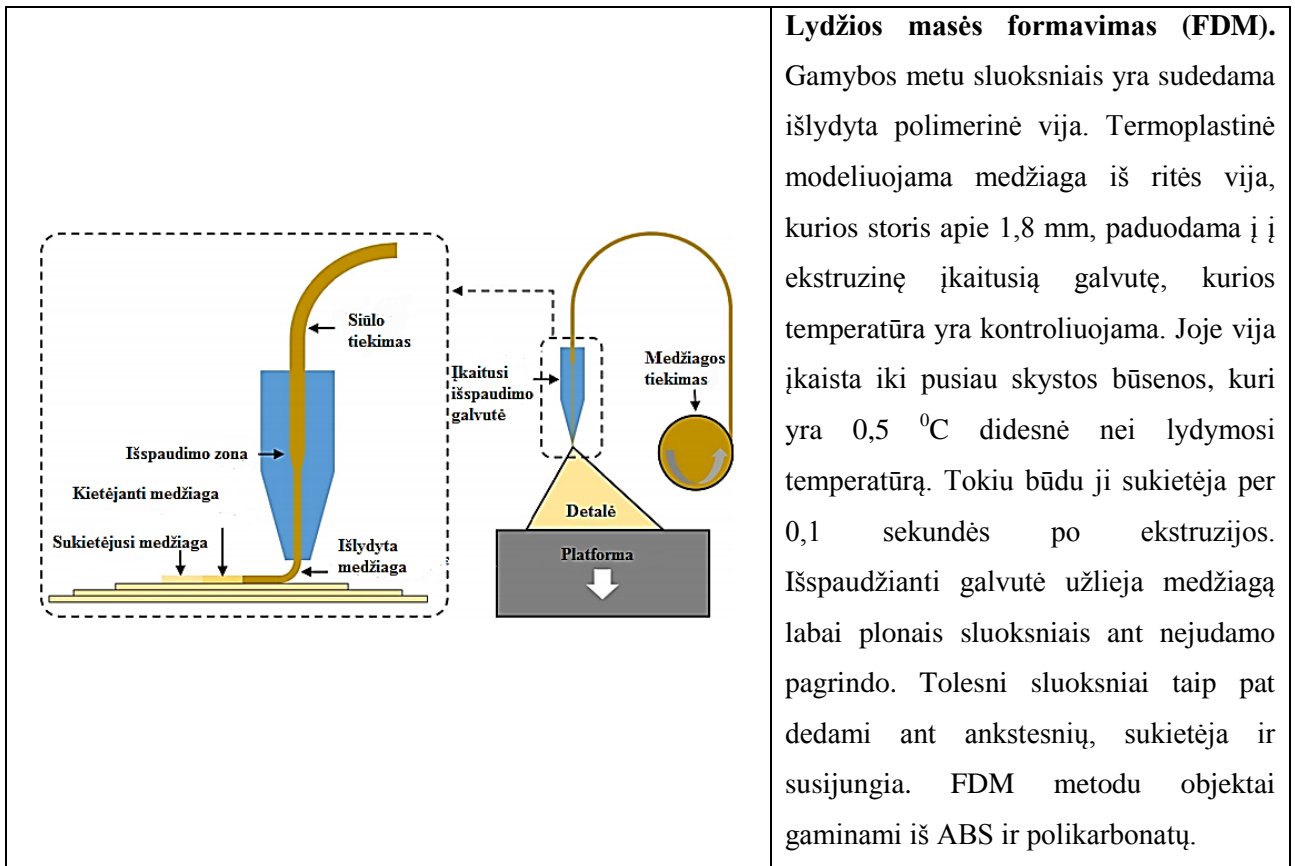 Siūlo
tiekimas
Išspaudimo zona
Kietėjanti medžiaga
Sukietėjusi medžiaga
Išlydyta
medžiaga
Įkaitusi
išspaudimo
galvutė
Medžiagos
tiekimas
Detalė
Platforma
Lydžios masės formavimas (FDM).
Gamybos metu sluoksniais yra sudedama
išlydyta polimerinė vija. Termoplastinė
modeliuojama medžiaga iš ritės vija,
kurios storis apie 1,8 mm, paduodama į į
ekstruzinę įkaitusią galvutę, kurios
temperatūra yra kontroliuojama. Joje vija
įkaista iki pusiau skystos būsenos, kuri
yra 0,5 ⁰C didesnė nei lydymosi
temperatūrą. Tokiu būdu ji sukietėja per
0,1 sekundės po ekstruzijos.
Išspaudžianti galvutė užlieja medžiagą
labai plonais sluoksniais ant nejudamo
pagrindo. Tolesni sluoksniai taip pat
dedami ant ankstesnių, sukietėja ir
susijungia. FDM metodu objektai
gaminami iš ABS ir polikarbonatų.